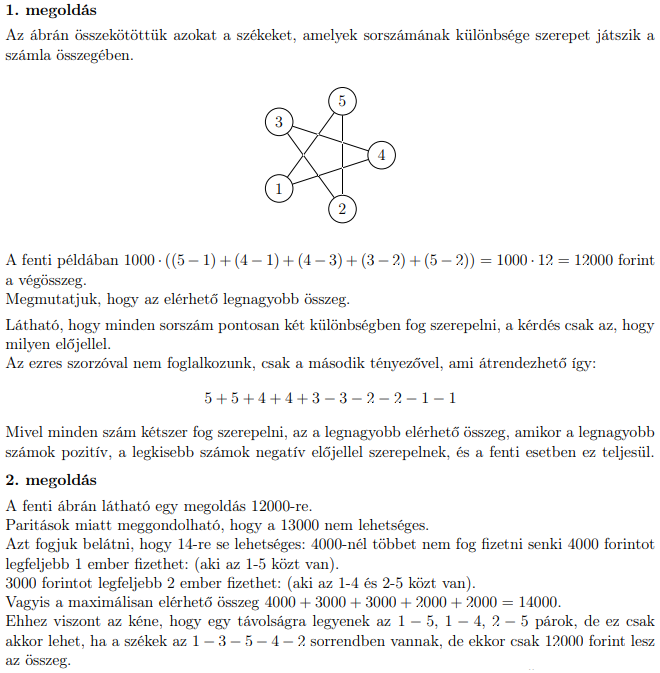 1. megoldás
Az ábrán összekötöttük azokat a székeket, amelyek sorszámának különbsége szerepet játszik a
számla összegében.
5
3
4
1
2
A fenti példában 1000 · ((5 − 1) + (4 − 1) + (4 − 3) + (3 − 2) + (5 − 2)) = 1000 · 12 = 12000 forint
a végösszeg.
Megmutatjuk, hogy az elérhető legnagyobb összeg.
Látható, hogy minden sorszám pontosan két különbségben fog szerepelni, a kérdés csak az, hogy
milyen előjellel.
Az ezres szorzóval nem foglalkozunk, csak a második tényezővel, ami átrendezhető így:
5 + 5 + 4 + 4 + 3 − 3 − 2 − 2 − 1 − 1
Mivel minden szám kétszer fog szerepelni, az a legnagyobb elérhető összeg, amikor a legnagyobb
számok pozitív, a legkisebb számok negatív előjellel szerepelnek, és a fenti esetben ez teljesül.
2. megoldás
A fenti ábrán látható egy megoldás 12000-re.
Paritások miatt meggondolható, hogy a 13000 nem lehetséges.
Azt fogjuk belátni, hogy 14-re se lehetséges: 4000-nél többet nem fog fizetni senki 4000 forintot
legfeljebb 1 ember fizethet: (aki az 1-5 közt van).
3000 forintot legfeljebb 2 ember fizethet: (aki az 1-4 és 2-5 közt van).
Vagyis a maximálisan elérhető összeg 4000 + 3000 + 3000 + 2000 + 2000 = 14000.
Ehhez viszont az kéne, hogy egy távolságra legyenek az 1 − 5, 1 − 4, 2 − 5 párok, de ez csak
akkor lehet, ha a székek az 1 − 3 − 5 − 4 − 2 sorrendben vannak, de ekkor csak 12000 forint lesz
az összeg.